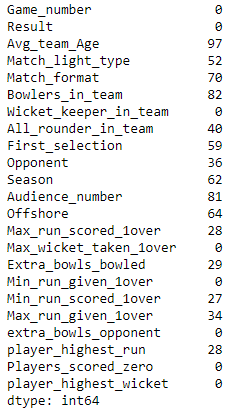 Game_number 0
Result 0
Avg_team_Age 97
Match_light_type 52
Match_format 70
Bowlers_in_team 82
Wicket_keeper_in_team 0
All_rounder_in_team 40
First_selection 59
Opponent 36
Season 62
Audience_number 81
Offshore 64
Max_run_scored_1over 28
Max_wicket_taken_1over 0
Extra_bowls_bowled 29
Min_run_given_1over 0
Min_run_scored_1over 27
Max_run_given_1over 34
extra_bowls_opponent 0
player_highest_run 28
Players_scored_zero 0
player_highest_wicket 0
dtype: int64